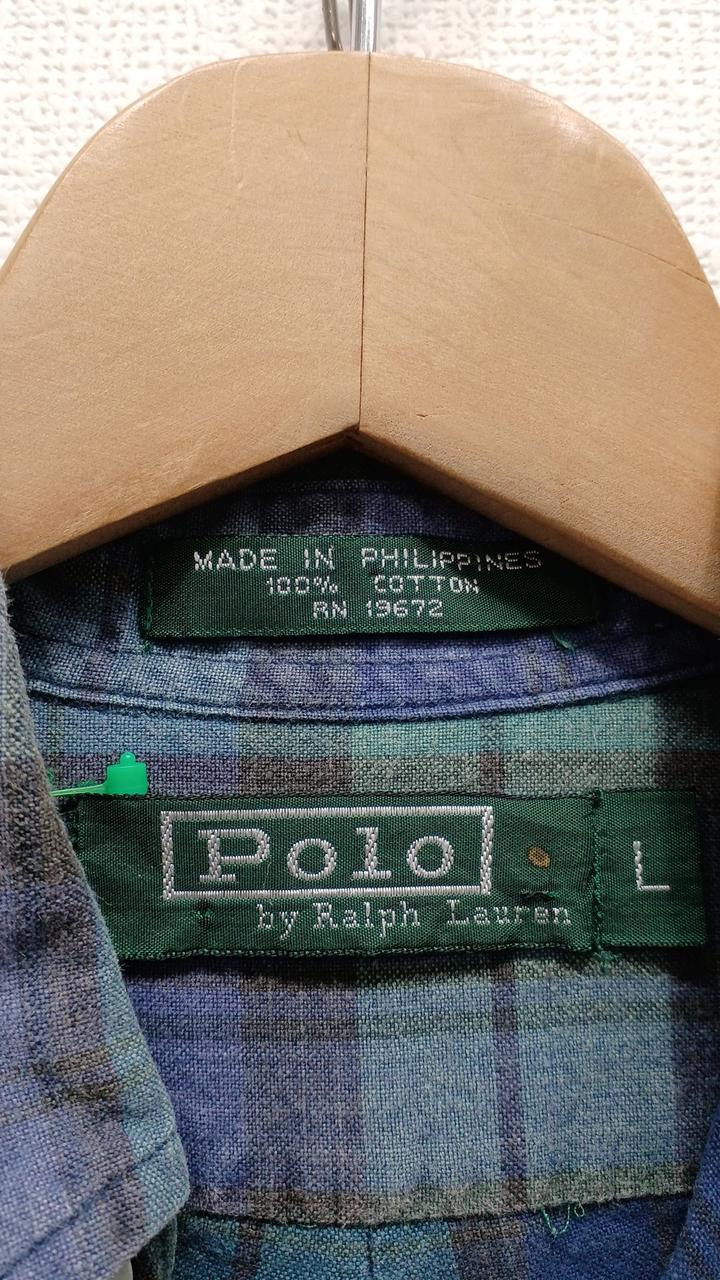 MADE IN PHILIPPINES
100% COTTON
RN 19672
Polo
by Ralph Lauren
L